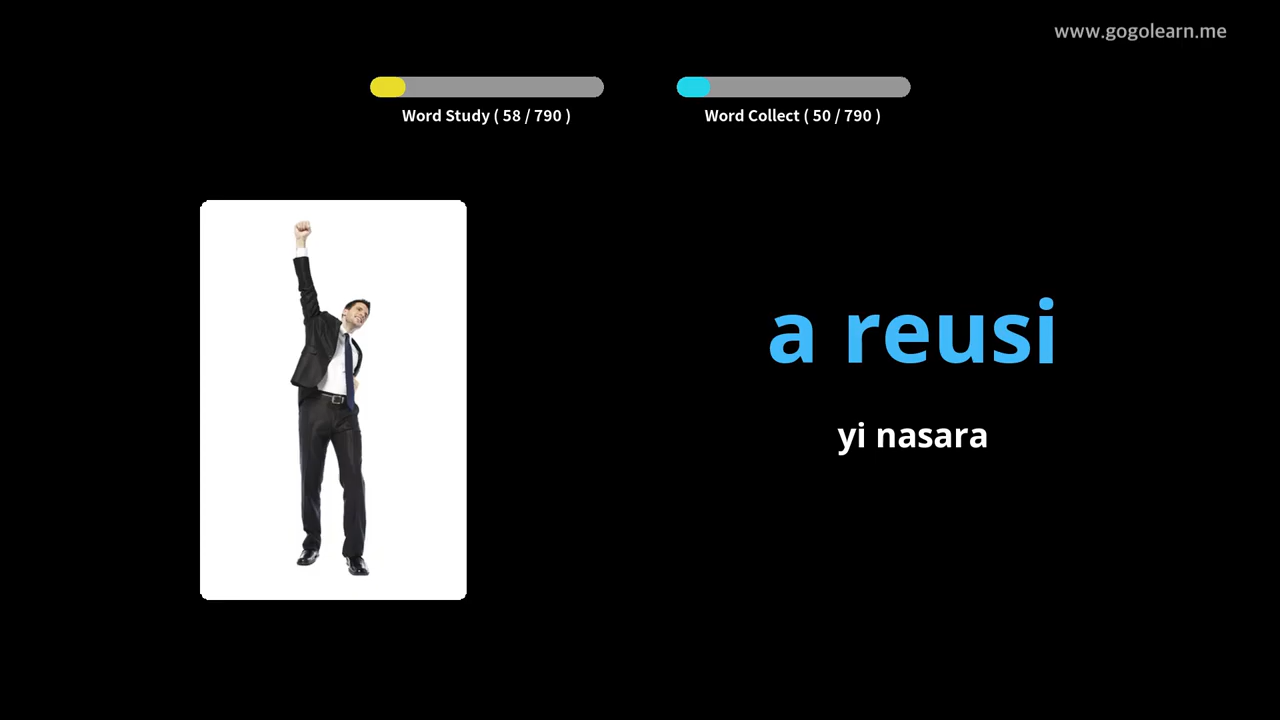 www.gogolearn.me
Word Study ( 58 / 790 )
Word Collect ( 50 / 790 )
a reusi
yi nasara